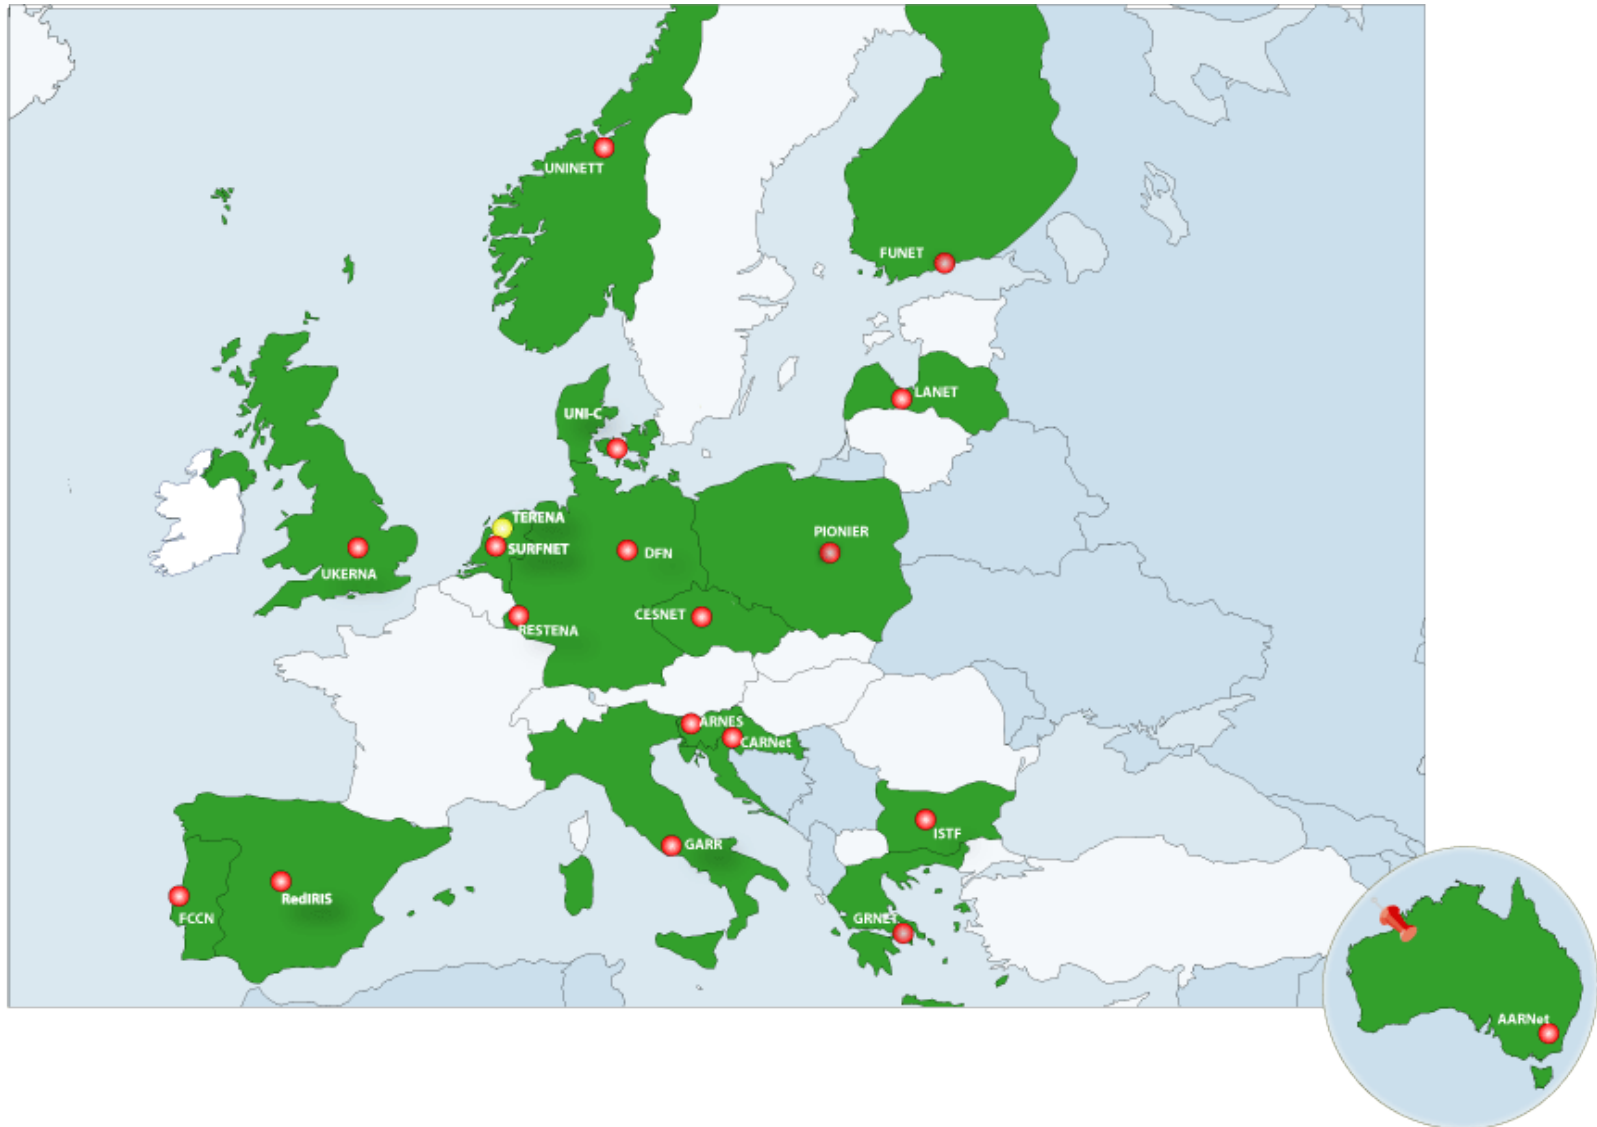 UNINETT
FUNET
LANET
UNI-C
TERENA
SURFNET
DFN
PIONIER
UKERNA
CESNET
RESTENA
ARNES
CARNet
ISTF
GARR
RedIRIS
FCCN
GRNET
AARNet